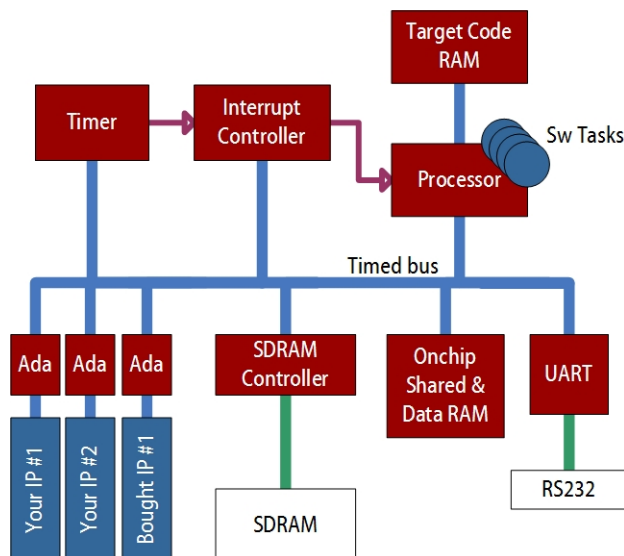 Target Code
RAM
Timer
Interrupt
Controller
Sw Tasks
Processor
Timed bus
Ada
Ada
Ada
SDRAM
Controller
Onchip
Shared &
Data RAM
UART
Your IP #1
Your IP #2
Bought IP #1
SDRAM
RS232